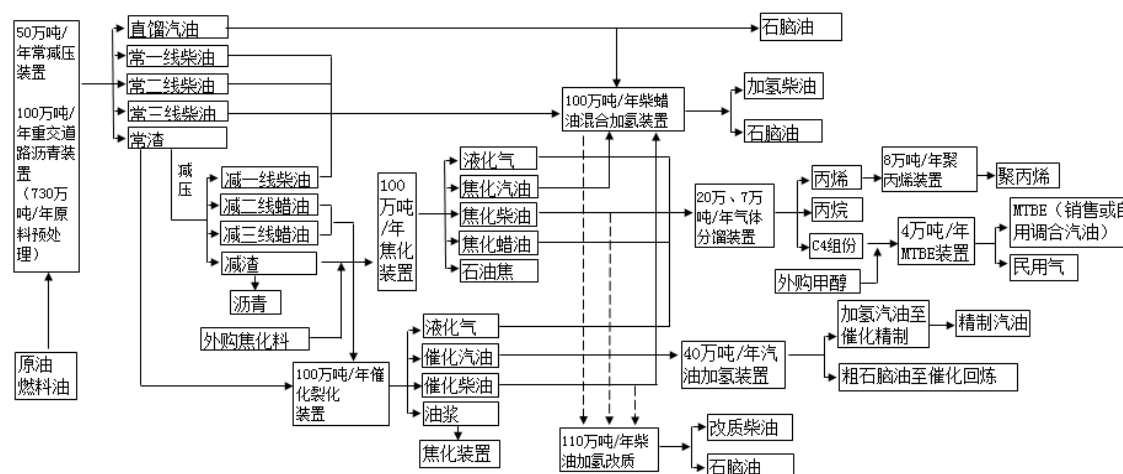 50万吨/
年常减压
装置
100万吨/
年重交道
路沥青装
置
(730万
吨/年原
料预处
理)
原油
燃料油
直馏汽油
常一线柴油
常二线柴油
常三线柴油
常渣
减压
减一线柴油
减二线蜡油
减三线蜡油
减渣
沥青
外购焦化料
100
万吨
/年
焦化
装置
100万吨/年催
化裂化
装置
液化气
焦化汽油
焦化柴油
焦化蜡油
石油焦
液化气
催化汽油
催化柴油
油浆
焦化装置
石脑油
100万吨/年柴蜡
油混合加氢装置
加氢柴油
石脑油
20万、7万
吨/年气体
分馏装置
丙烯
丙烷
C4组份
外购甲醇
8万吨/年聚
丙烯装置
聚丙烯
4万吨/年
MTBE装置
MTBE(销售或自
用调合汽油)
民用气
40万吨/年汽
油加氢装置
加氢汽油至
催化精制
精制汽油
粗石脑油至催化回炼
110万吨/年柴
油加氢改质
改质柴油
石脑油